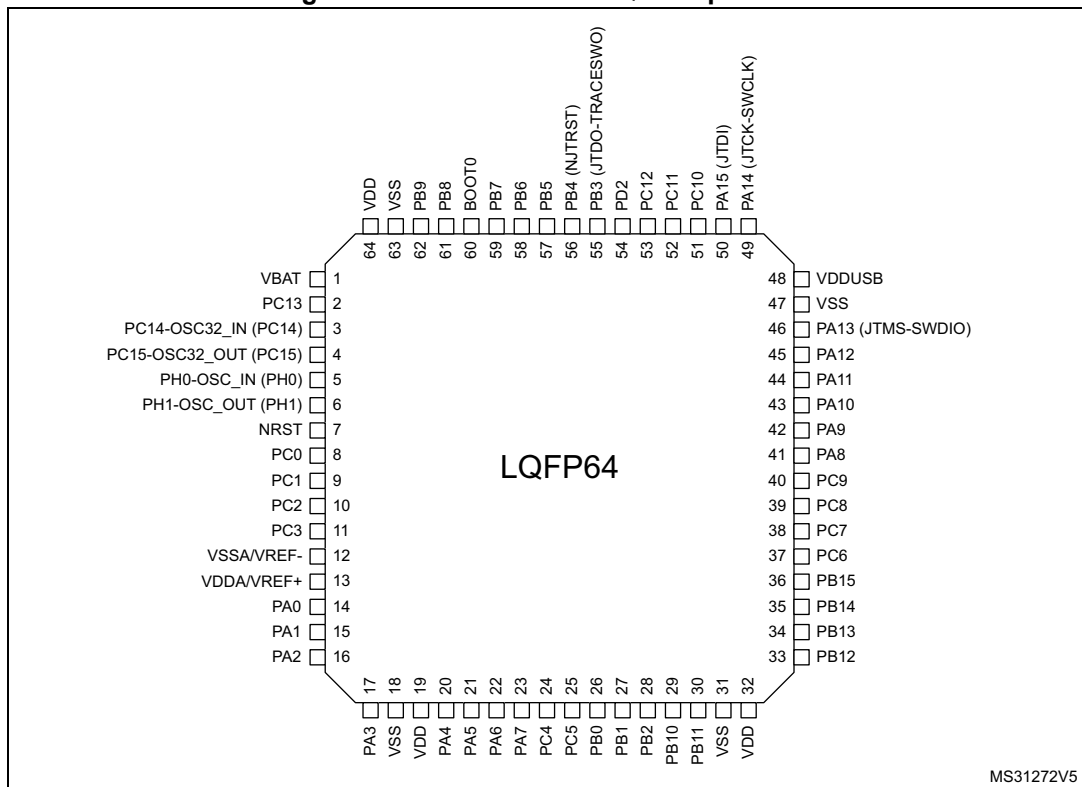 VDD
VSS
PB9
PB8
BOOT0
PB7
PB6
PB5
PB4 (NJTRST)
PB3 (JTDO-TRACESWO)
PD2
PC12
PC11
PC10
PA15 (JTDI)
PA14 (JTCK-SWCLK)
64
63
62
61
60
59
58
57
56
55
54
53
52
51
50
49
VBAT 1
PC13 2
PC14-OSC32_IN (PC14) 3
PC15-OSC32_OUT (PC15) 4
PH0-OSC_IN (PH0) 5
PH1-OSC_OUT (PH1) 6
NRST 7
PC0 8
PC1 9
PC2 10
PC3 11
VSSA/VREF- 12
VDDA/VREF+ 13
PA0 14
PA1 15
PA2 16
LQFP64
48 VDDUSB
47 VSS
46 PA13 (JTMS-SWDIO)
45 PA12
44 PA11
43 PA10
42 PA9
41 PA8
40 PC9
39 PC8
38 PC7
37 PC6
36 PB15
35 PB14
34 PB13
33 PB12
17
18
19
20
21
22
23
24
25
26
27
28
29
30
31
32
PA3
VSS
VDD
PA4
PA5
PA6
PA7
PC4
PC5
PB0
PB1
PB2
PB10
PB11
VSS
VDD
MS31272V5